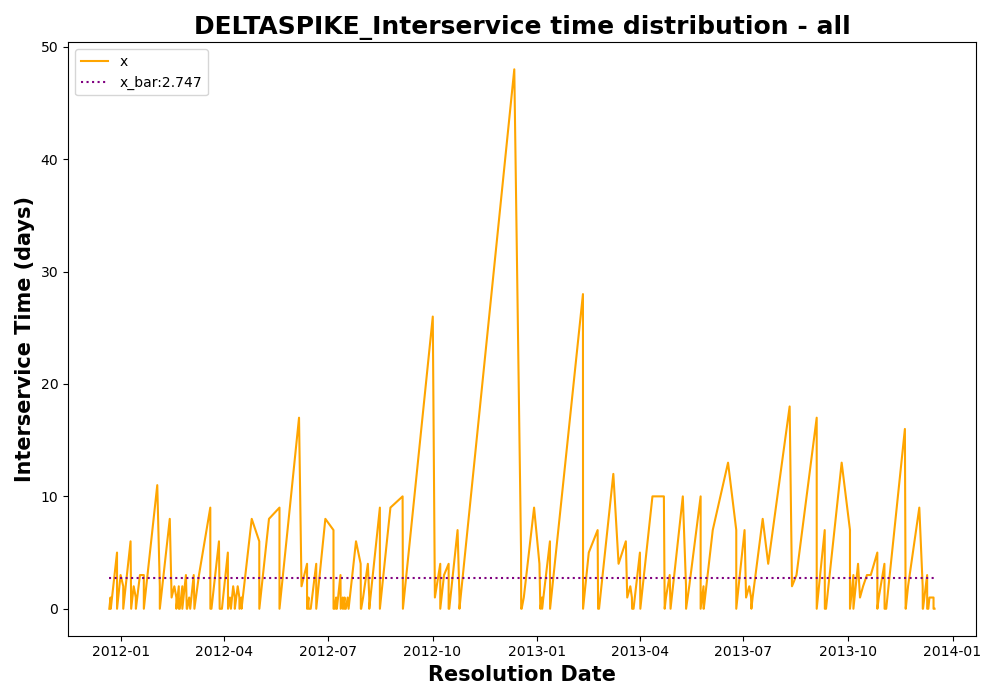 DELTASPIKE_Interservice time distribution - all
x
x_bar:2.747
Interservice Time (days)
50
40
30
20
10
0
2012-01 2012-04 2012-07 2012-10 2013-01 2013-04 2013-07 2013-10 2014-01
Resolution Date